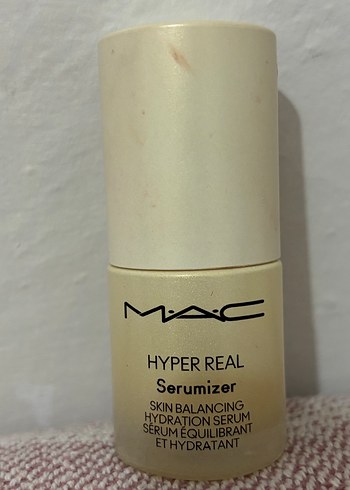 M·A·C
HYPER REAL
Serumizer
SKIN BALANCING
HYDRATION SERUM
SÉRUM ÉQUILIBRANT
ET HYDRATANT